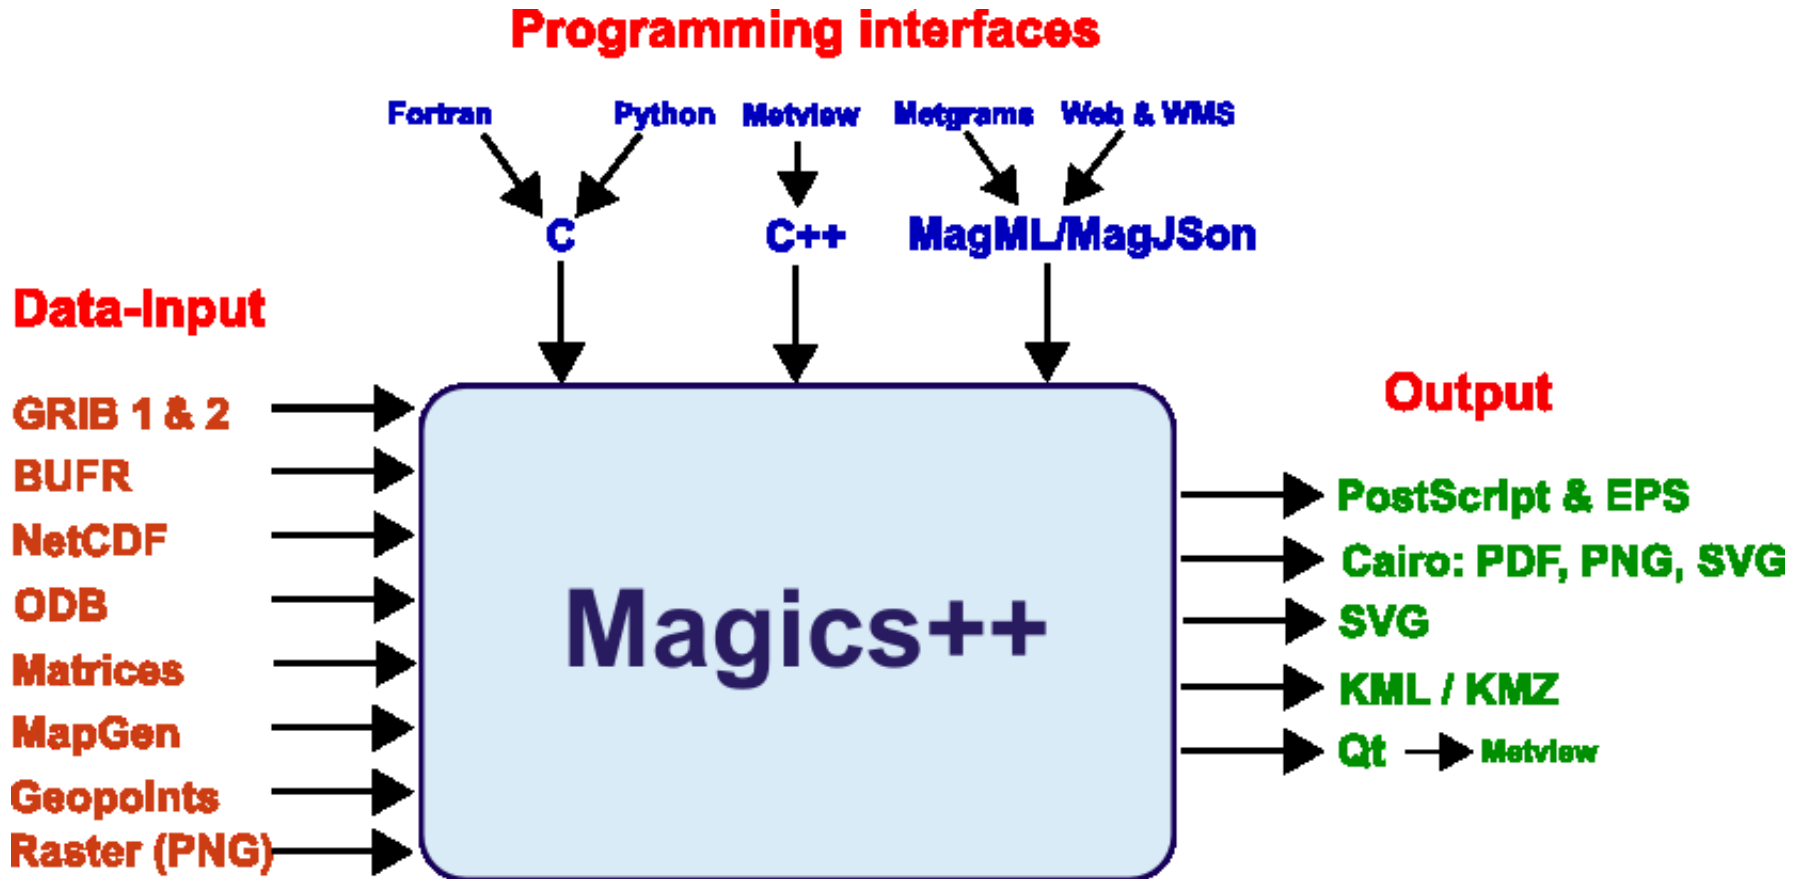 Programming interfaces
Fortran Python Metview Metgrams Web & WMS
C C++ MagML/MagJSon
Data-Input
GRIB 1 & 2
BUFR
NetCDF
ODB
Matrices
MapGen
Geopoints
Raster (PNG)
Magics++
Output
PostScript & EPS
Cairo: PDF, PNG, SVG
SVG
KML / KMZ
Qt Metview